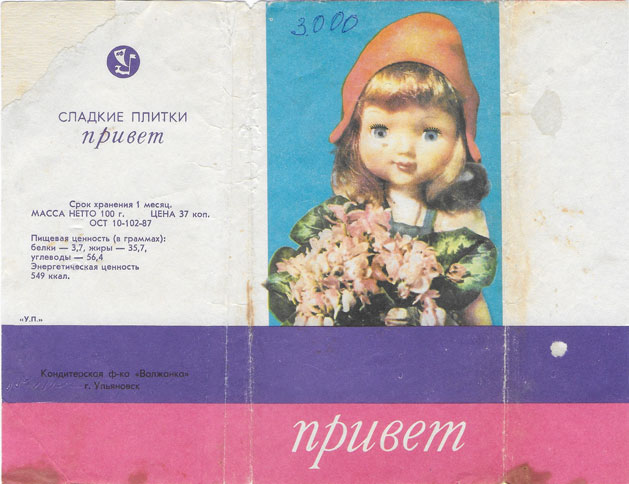 3.000
СЛАДКИЕ ПЛИТКИ
привет
Срок хранения 1 месяц.
МАССА НЕТТО 100 г. ЦЕНА 37 коп.
ОСТ 10-102-87
Пищевая ценность (в граммах):
белки — 3,7, жиры — 35,7,
углеводы — 56,4
Энергетическая ценность
549 ккал.
«У.П.»
Кондитерская ф-ка «Волжанка»
г. Ульяновск
привет